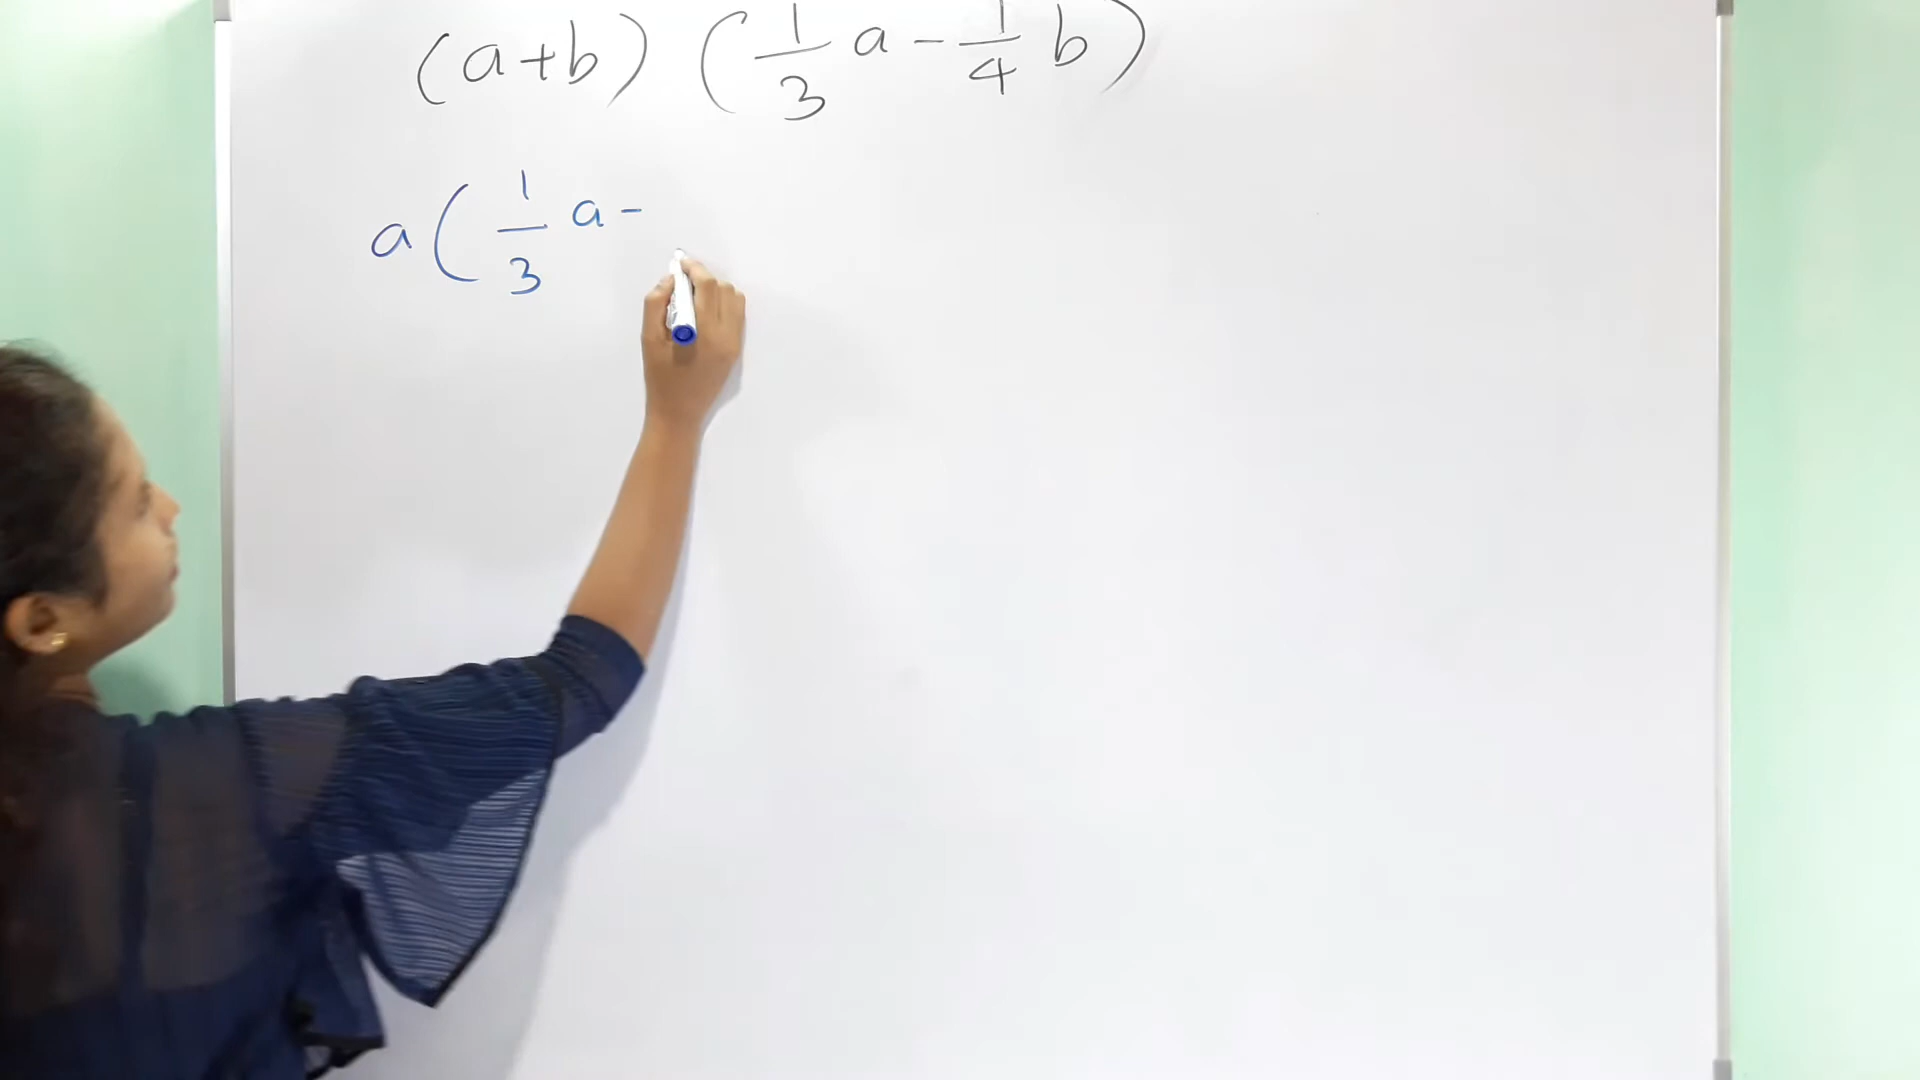 (a+b) (1/3 a - 1/4 b)
a( 1/3 a -